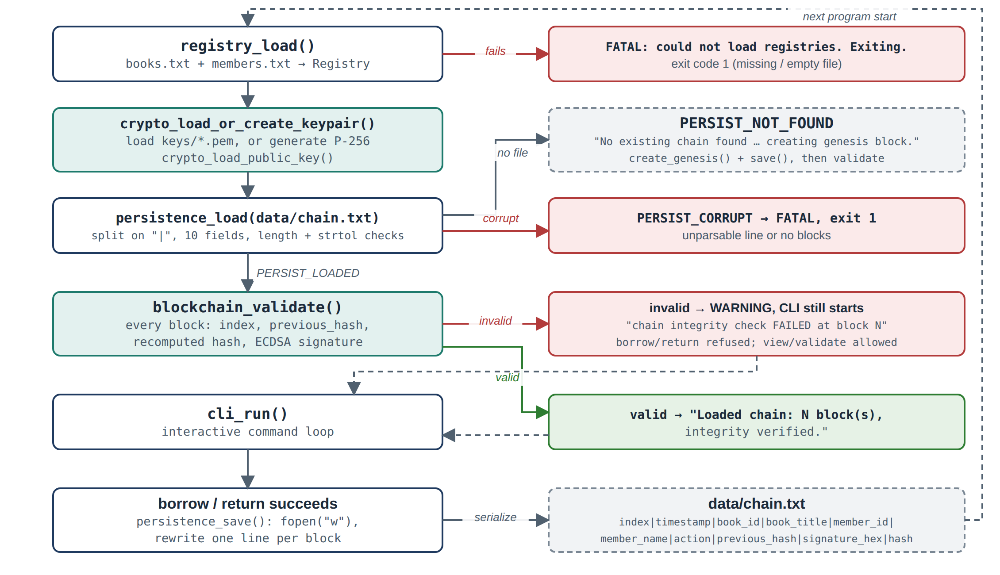 next program start
registry_load()
books.txt + members.txt → Registry
fails
FATAL: could not load registries. Exiting.
exit code 1 (missing / empty file)
crypto_load_or_create_keypair()
load keys/*.pem, or generate P-256
crypto_load_public_key()
no file
PERSIST_NOT_FOUND
"No existing chain found … creating genesis block."
create_genesis() + save(), then validate
persistence_load(data/chain.txt)
split on "|", 10 fields, length + strtol checks
corrupt
PERSIST_CORRUPT → FATAL, exit 1
unparsable line or no blocks
PERSIST_LOADED
blockchain_validate()
every block: index, previous_hash,
recomputed hash, ECDSA signature
invalid
invalid → WARNING, CLI still starts
"chain integrity check FAILED at block N"
borrow/return refused; view/validate allowed
valid
cli_run()
interactive command loop
valid → "Loaded chain: N block(s),
integrity verified."
borrow / return succeeds
persistence_save(): fopen("w"),
rewrite one line per block
serialize
data/chain.txt
index|timestamp|book_id|book_title|member_id|
member_name|action|previous_hash|signature_hex|hash